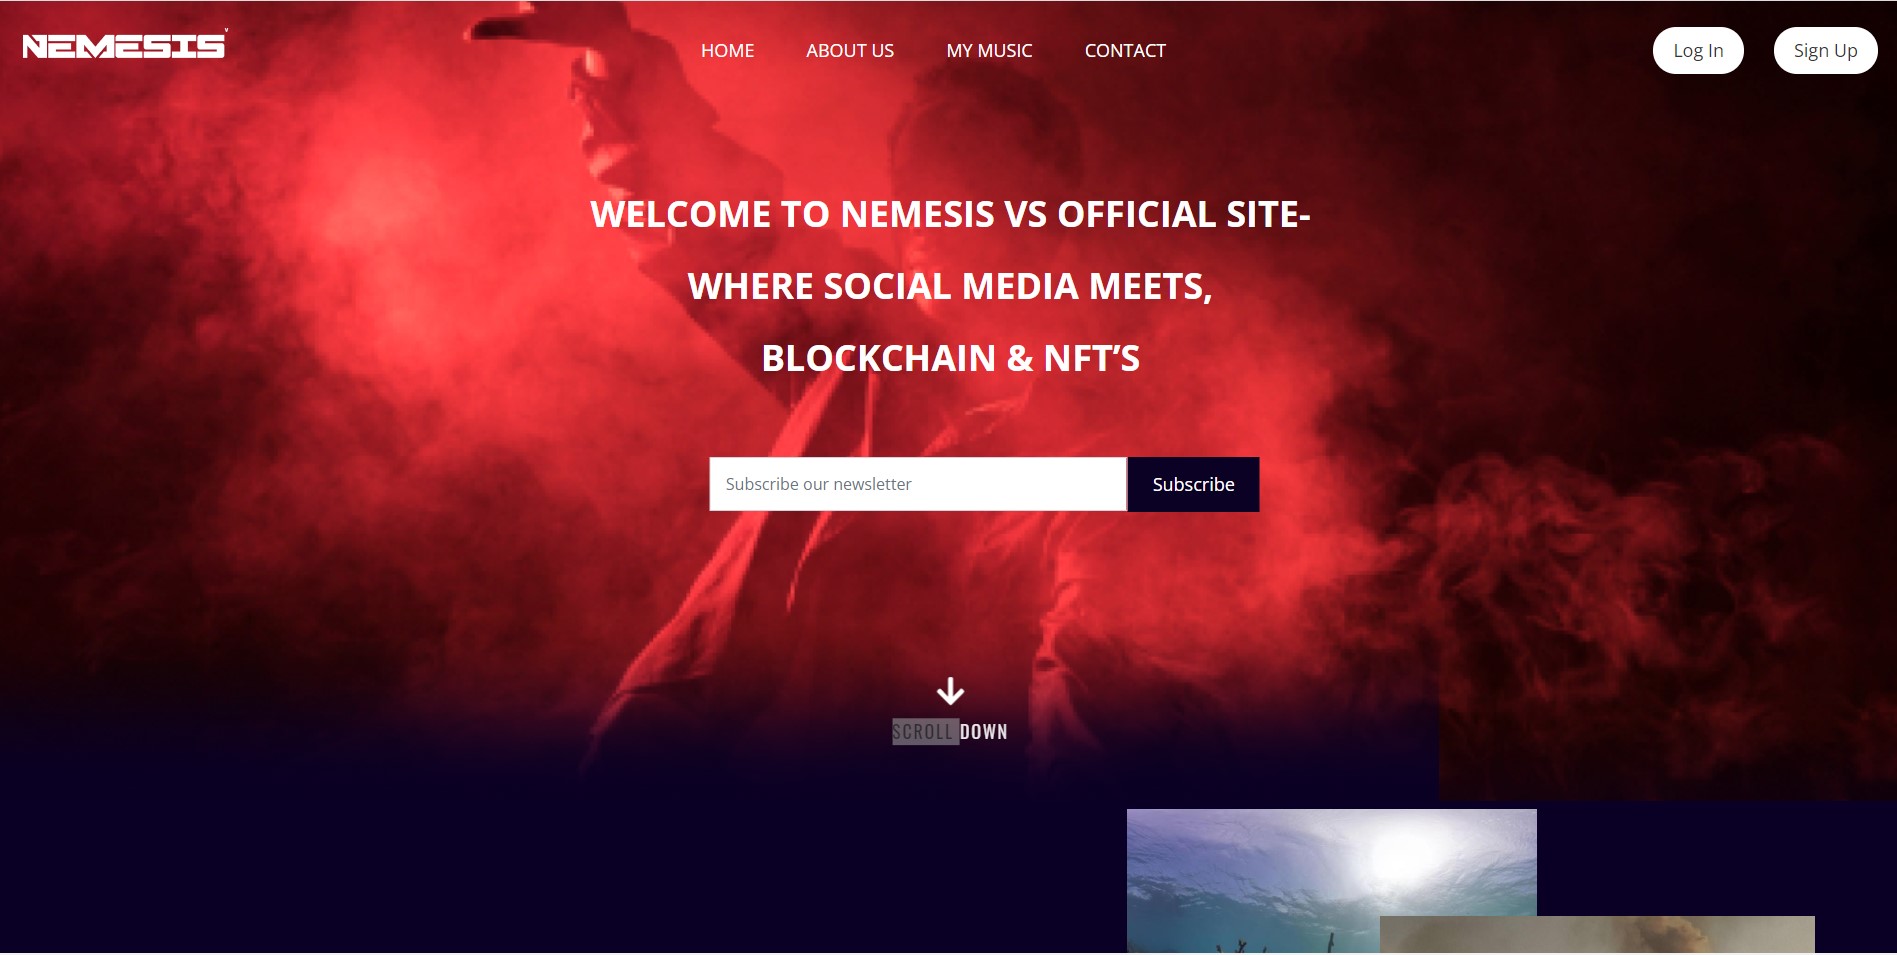 NEMESIS
HOME ABOUT US MY MUSIC CONTACT
Log In Sign Up
WELCOME TO NEMESIS VS OFFICIAL SITE-
WHERE SOCIAL MEDIA MEETS,
BLOCKCHAIN & NFT’S
Subscribe our newsletter Subscribe
SCROLL DOWN